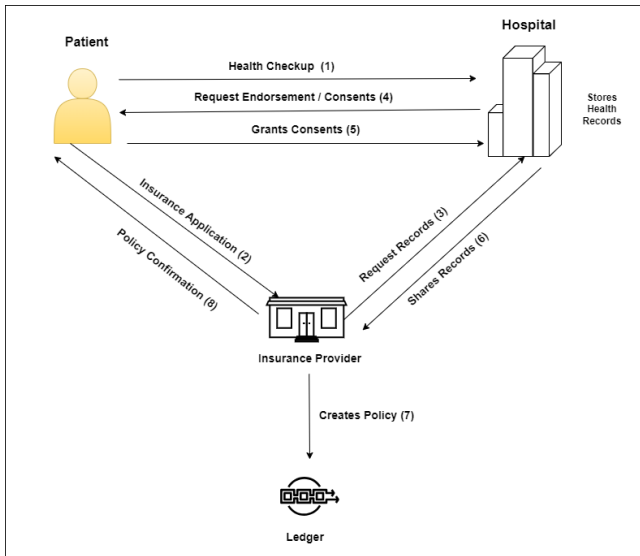 Hospital
Patient
Health Checkup (1)
Request Endorsement / Consents (4)
Grants Consents (5)
Stores
Health
Records
Insurance Application (2)
Policy Confirmation (8)
Request Records (3)
Shares Records (6)
Insurance Provider
Creates Policy (7)
Ledger